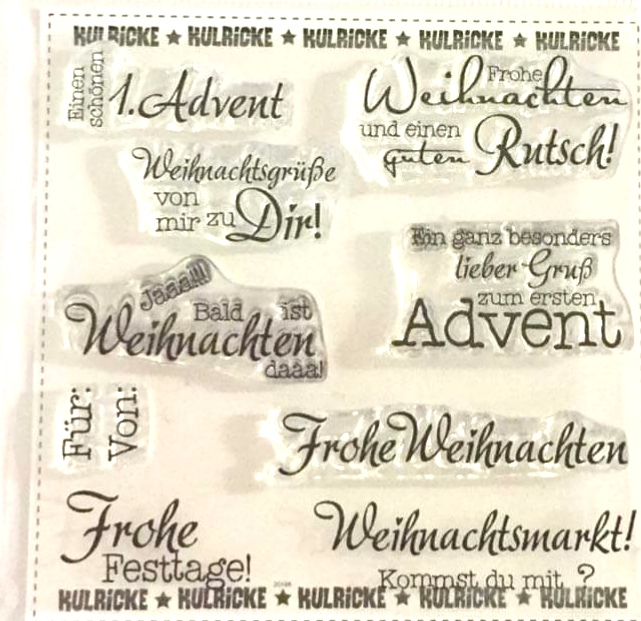 KULRiCKE ★ KULRiCKE ★ KULRiCKE ★ KULRiCKE ★ KULRiCKE
Einen
schönen
1. Advent
Frohe
Weihnachten
und einen
guten Rutsch!
Weihnachtsgrüße
von
mir zu Dir!
Ein ganz besonders
lieber Gruß
zum ersten
Advent
Jaaa!!!
Bald ist
Weihnachten
daaa!
Für:
Von:
Frohe Weihnachten
Frohe
Festtage!
Weihnachtsmarkt!
Kommst du mit ?
KULRiCKE ★ KULRiCKE ★ KULRiCKE ★ KULRiCKE ★ KULRiCKE